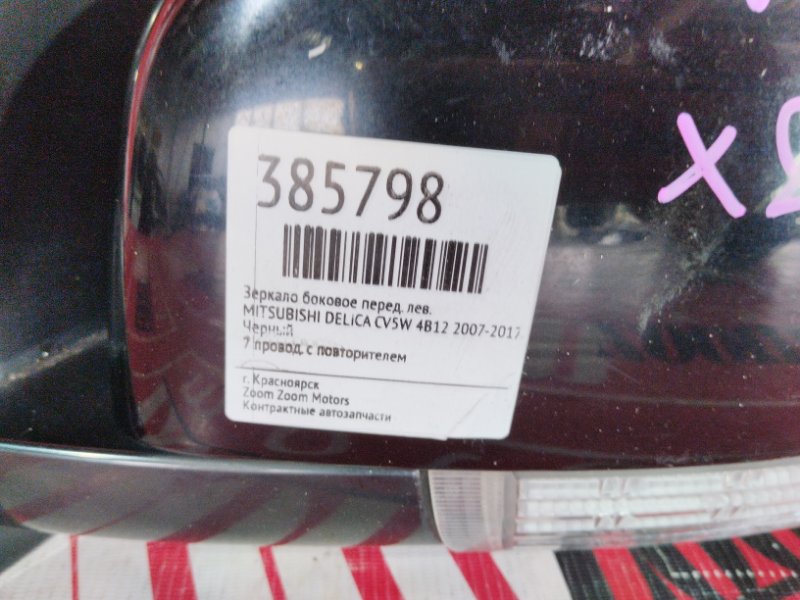 385798
Зеркало боковое перед. лев.
MITSUBISHI DELICA CV5W 4B12 2007-2017
Черный
7 провод. с повторителем
г. Красноярск
Zoom Zoom Motors
Контрактные автозапчасти